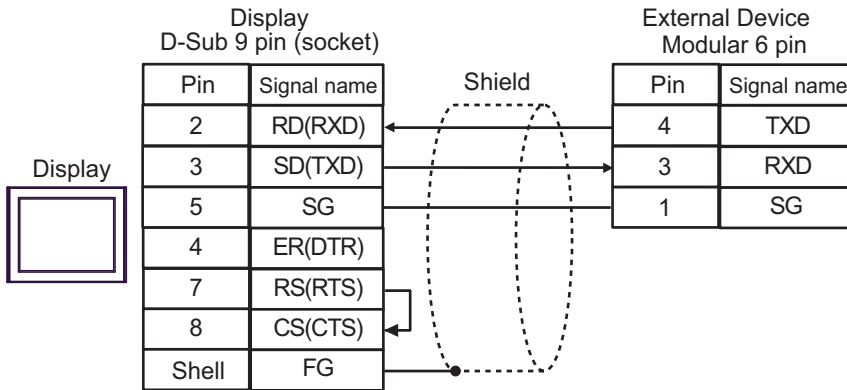 Display
D-Sub 9 pin (socket)
External Device
Modular 6 pin
Pin Signal name
Shield
Pin Signal name
2 RD(RXD)
4 TXD
Display
3 SD(TXD)
3 RXD
5 SG
1 SG
4 ER(DTR)
7 RS(RTS)
8 CS(CTS)
Shell FG